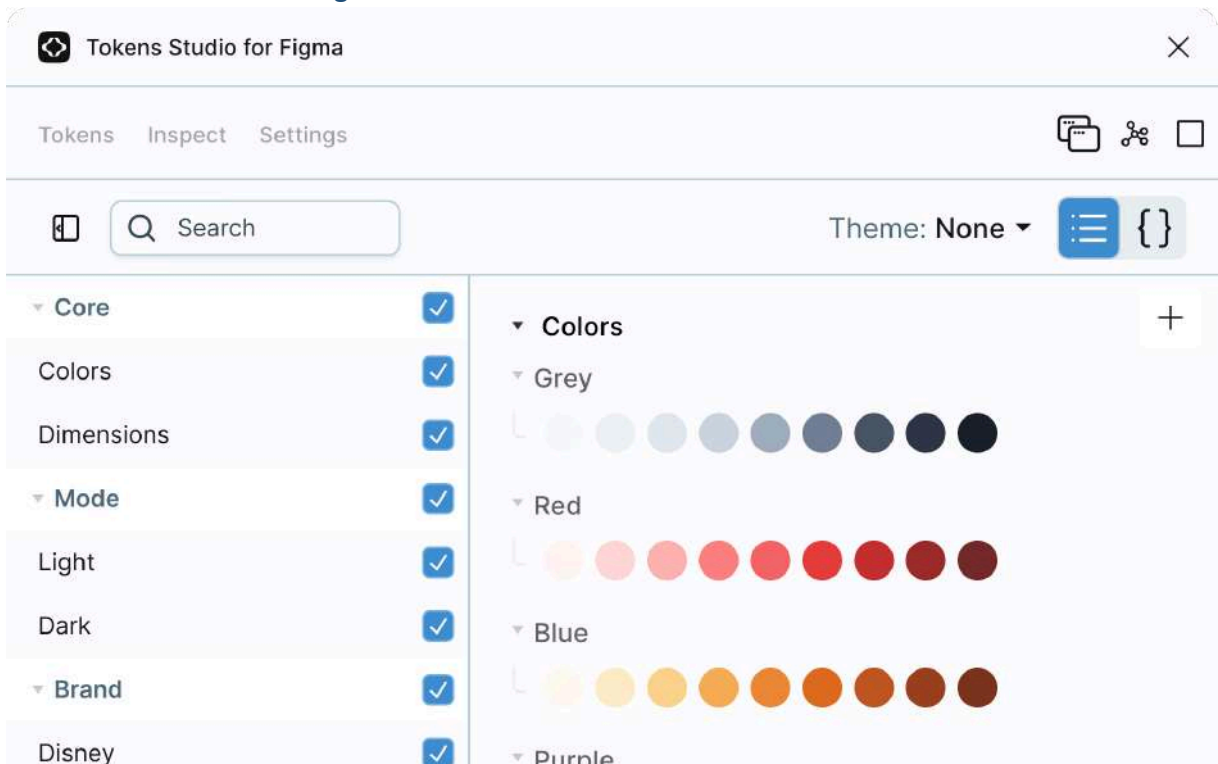 Tokens Studio for Figma
Tokens Inspect Settings
Search
Theme: None
{}
Core
Colors
Dimensions
Mode
Light
Dark
Brand
Disney
Colors
Grey
Red
Blue
Purple